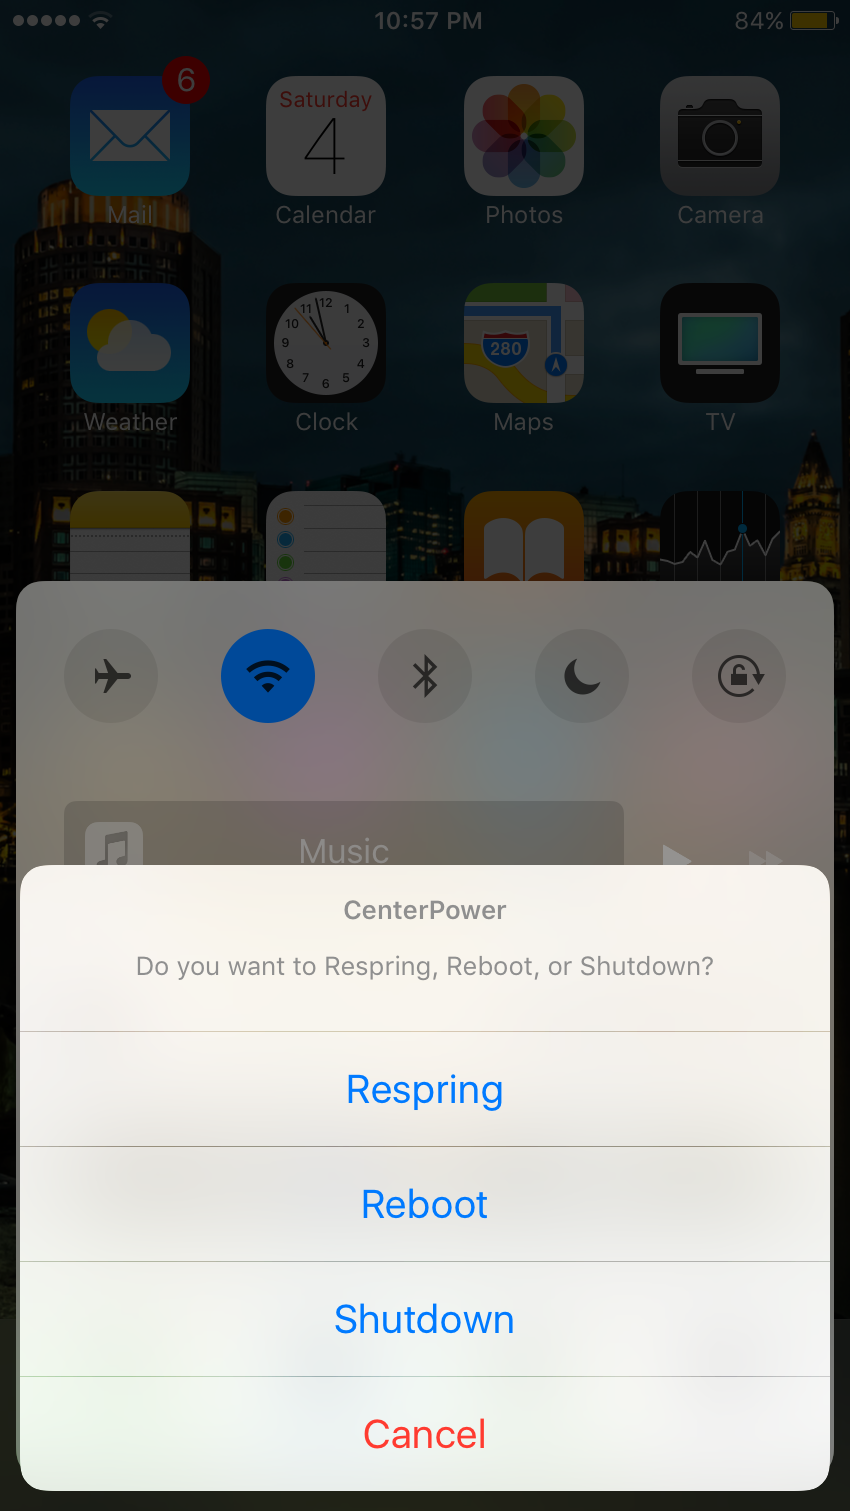 10:57 PM 84%
6
Saturday
4
Mail Calendar Photos Camera
11 12 1
10 2
9 3
8 4
7 6 5
280
Weather Clock Maps TV
Music
CenterPower
Do you want to Respring, Reboot, or Shutdown?
Respring
Reboot
Shutdown
Cancel